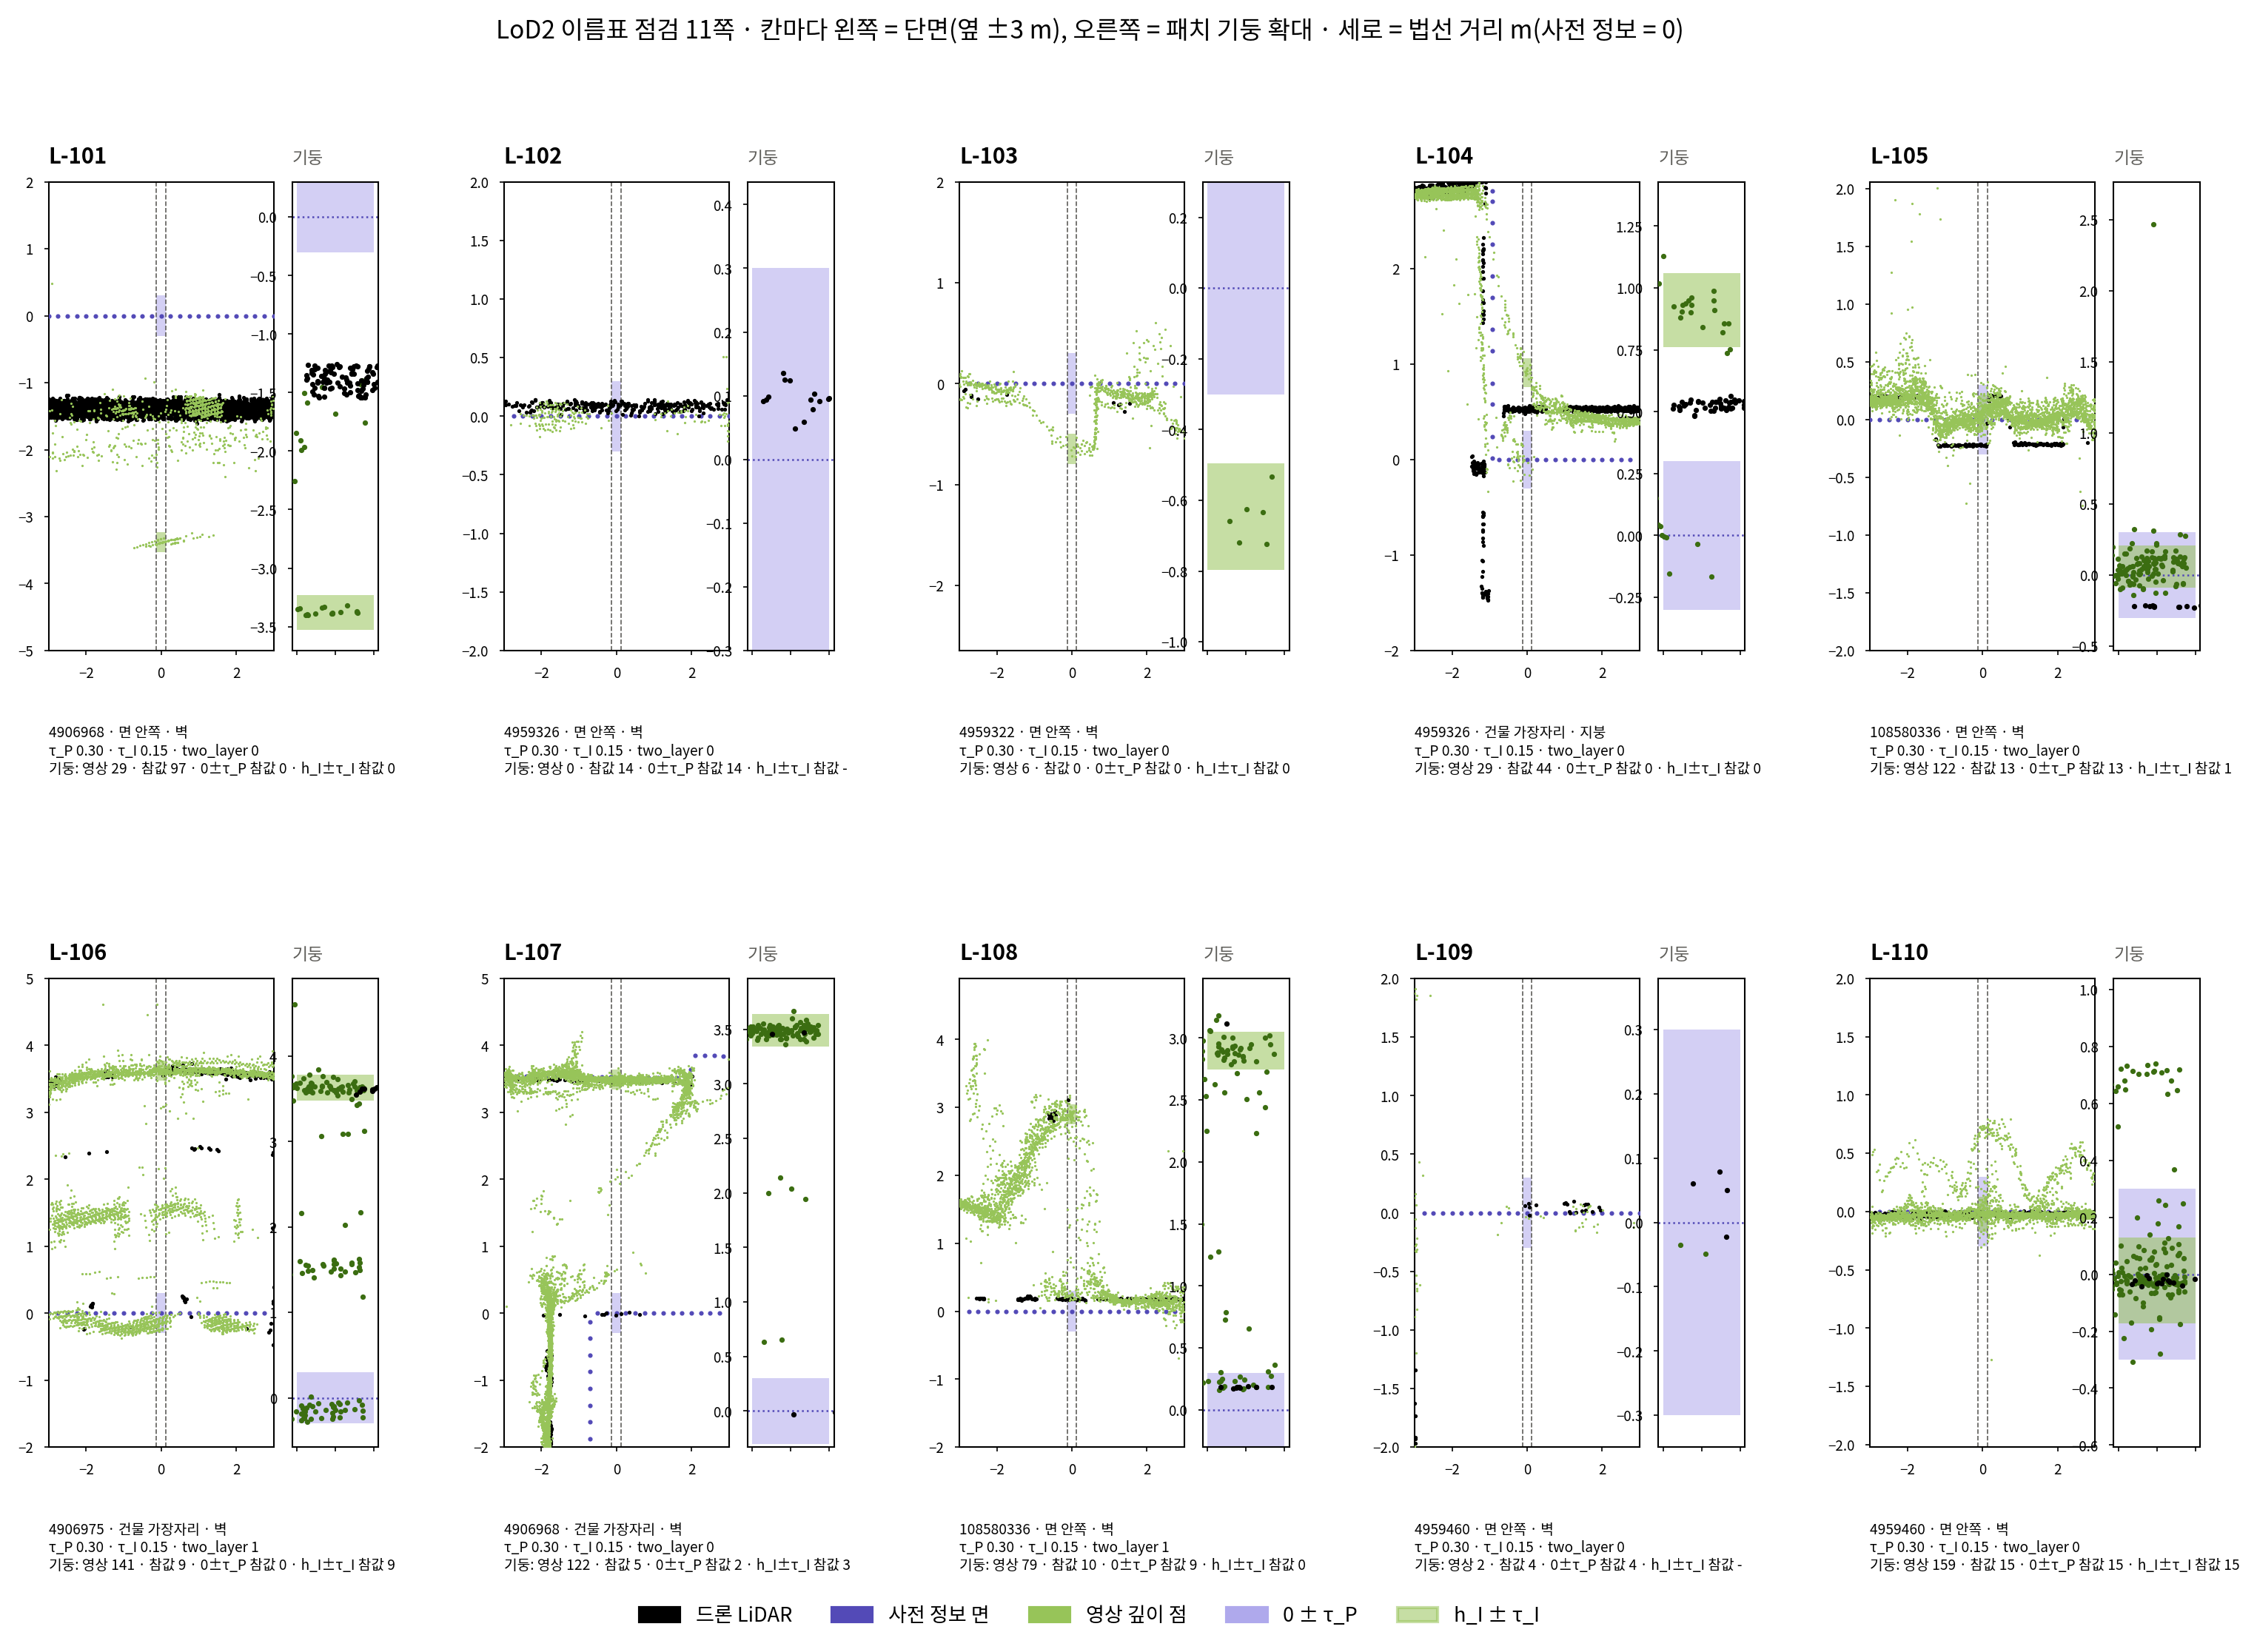 LoD2 이름표 점검 11쪽 · 칸마다 왼쪽 = 단면(옆 ±3 m), 오른쪽 = 패치 기둥 확대 · 세로 = 법선 거리 m(사전 정보 = 0)
L-101 기둥
L-102 기둥
L-103 기둥
L-104 기둥
L-105 기둥
4906968 · 면 안쪽 · 벽
τ_P 0.30 · τ_I 0.15 · two_layer 0
기둥: 영상 29 · 참값 97 · 0±τ_P 참값 0 · h_I±τ_I 참값 0
4959326 · 면 안쪽 · 벽
τ_P 0.30 · τ_I 0.15 · two_layer 0
기둥: 영상 0 · 참값 14 · 0±τ_P 참값 14 · h_I±τ_I 참값 -
4959322 · 면 안쪽 · 벽
τ_P 0.30 · τ_I 0.15 · two_layer 0
기둥: 영상 6 · 참값 0 · 0±τ_P 참값 0 · h_I±τ_I 참값 0
4959326 · 건물 가장자리 · 지붕
τ_P 0.30 · τ_I 0.15 · two_layer 0
기둥: 영상 29 · 참값 44 · 0±τ_P 참값 0 · h_I±τ_I 참값 0
108580336 · 면 안쪽 · 벽
τ_P 0.30 · τ_I 0.15 · two_layer 0
기둥: 영상 122 · 참값 13 · 0±τ_P 참값 13 · h_I±τ_I 참값 1
L-106 기둥
L-107 기둥
L-108 기둥
L-109 기둥
L-110 기둥
4906975 · 건물 가장자리 · 벽
τ_P 0.30 · τ_I 0.15 · two_layer 1
기둥: 영상 141 · 참값 9 · 0±τ_P 참값 0 · h_I±τ_I 참값 9
4906968 · 건물 가장자리 · 벽
τ_P 0.30 · τ_I 0.15 · two_layer 0
기둥: 영상 122 · 참값 5 · 0±τ_P 참값 2 · h_I±τ_I 참값 3
108580336 · 면 안쪽 · 벽
τ_P 0.30 · τ_I 0.15 · two_layer 1
기둥: 영상 79 · 참값 10 · 0±τ_P 참값 9 · h_I±τ_I 참값 0
4959460 · 면 안쪽 · 벽
τ_P 0.30 · τ_I 0.15 · two_layer 0
기둥: 영상 2 · 참값 4 · 0±τ_P 참값 4 · h_I±τ_I 참값 -
4959460 · 면 안쪽 · 벽
τ_P 0.30 · τ_I 0.15 · two_layer 0
기둥: 영상 159 · 참값 15 · 0±τ_P 참값 15 · h_I±τ_I 참값 15
드론 LiDAR
사전 정보 면
영상 깊이 점
0 ± τ_P
h_I ± τ_I